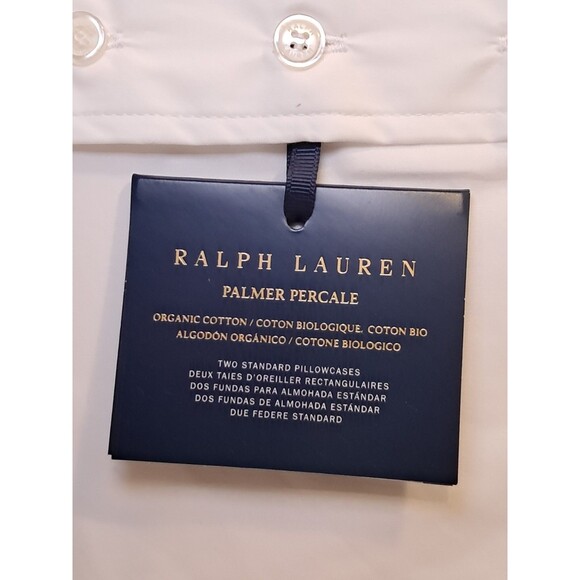 RALPH LAUREN
PALMER PERCALE
ORGANIC COTTON / COTON BIOLOGIQUE. COTON BIO
ALGODÓN ORGÁNICO / COTONE BIOLOGICO
TWO STANDARD PILLOWCASES
DEUX TAIES D'OREILLER RECTANGULAIRES
DOS FUNDAS PARA ALMOHADA ESTÁNDAR
DOS FUNDAS DE ALMOHADA ESTÁNDAR
DUE FEDERE STANDARD